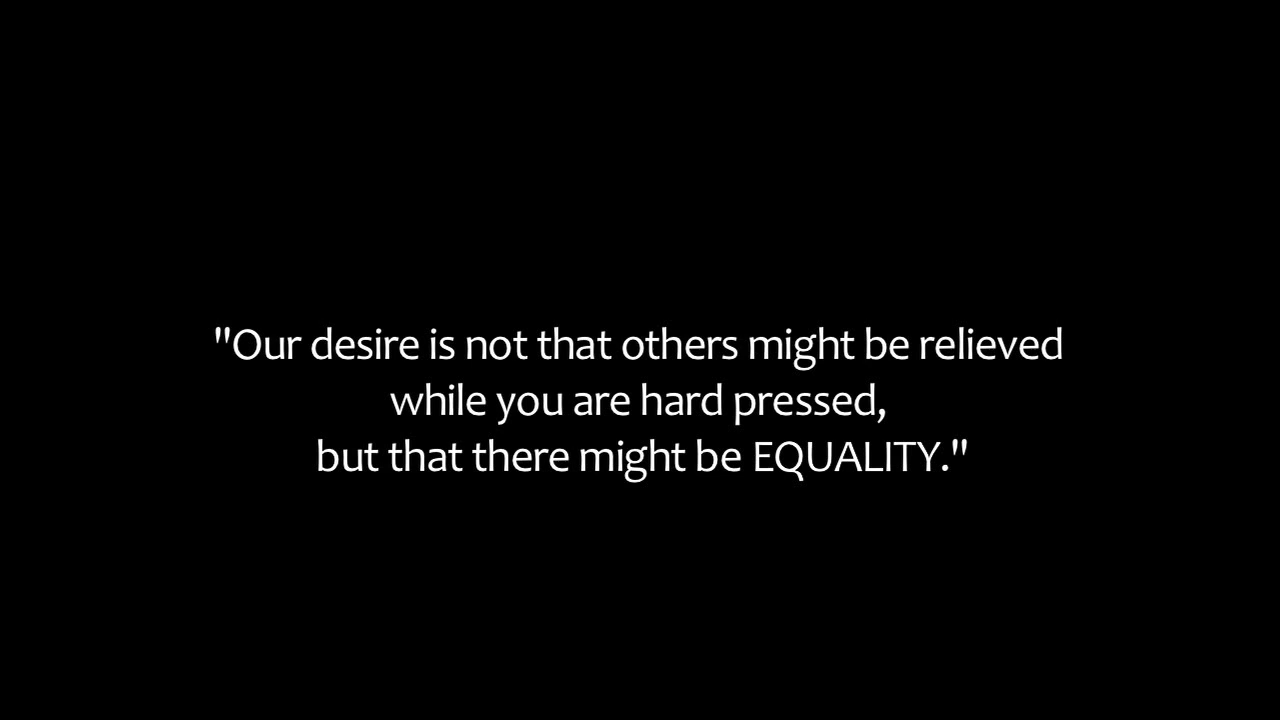 "Our desire is not that others might be relieved
while you are hard pressed,
but that there might be EQUALITY."